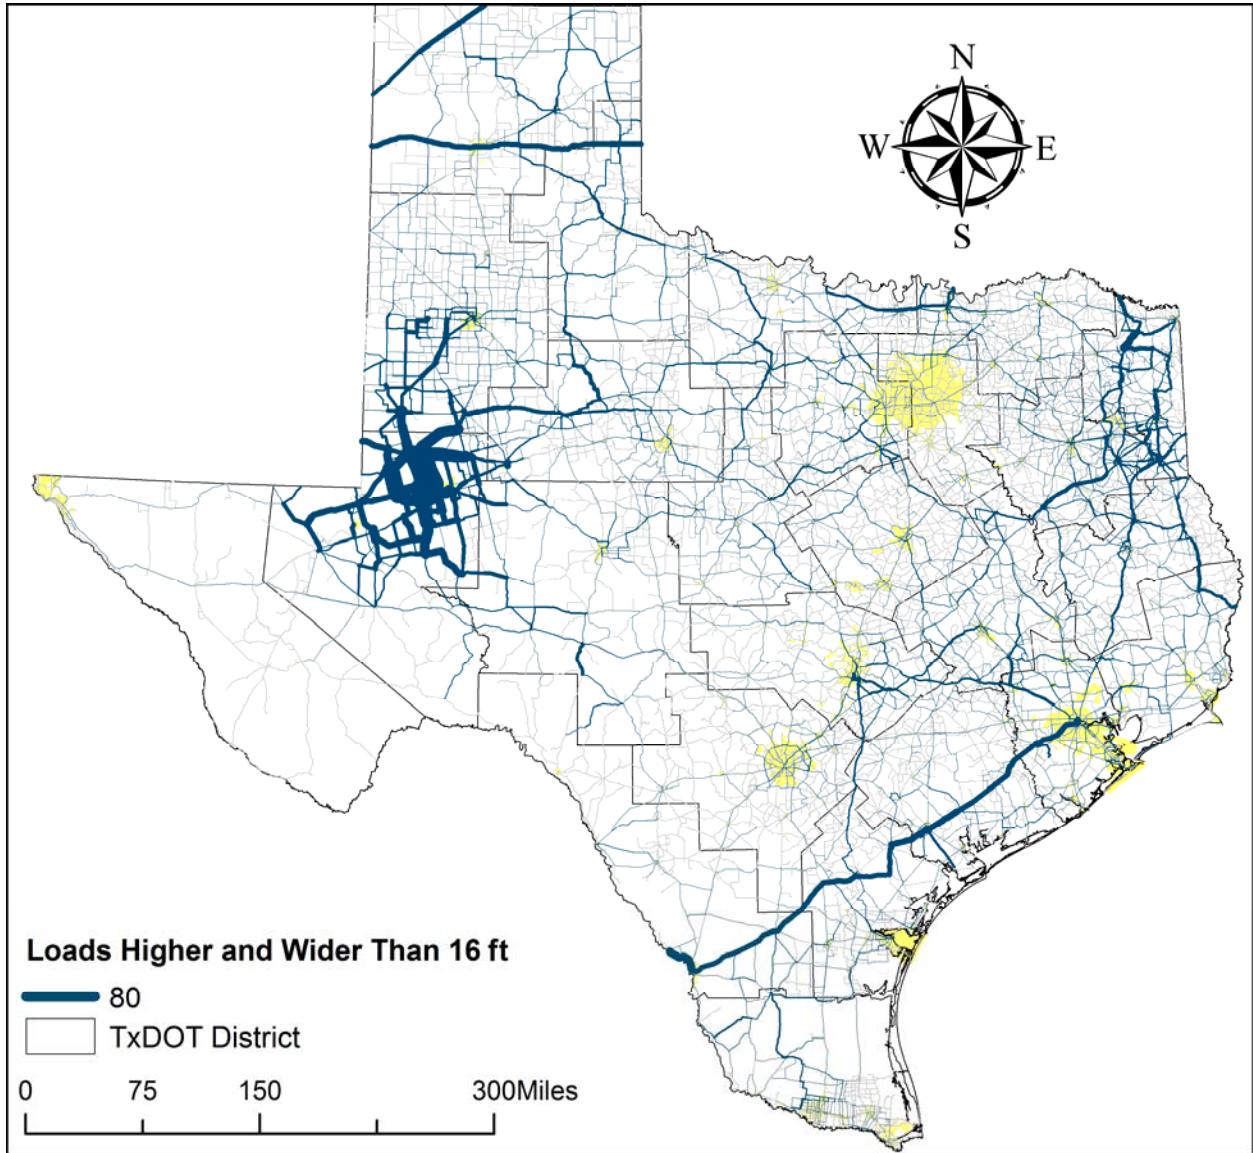 N
W
E
S
Loads Higher and Wider Than 16 ft
80
TxDOT District
0 75 150 300Miles